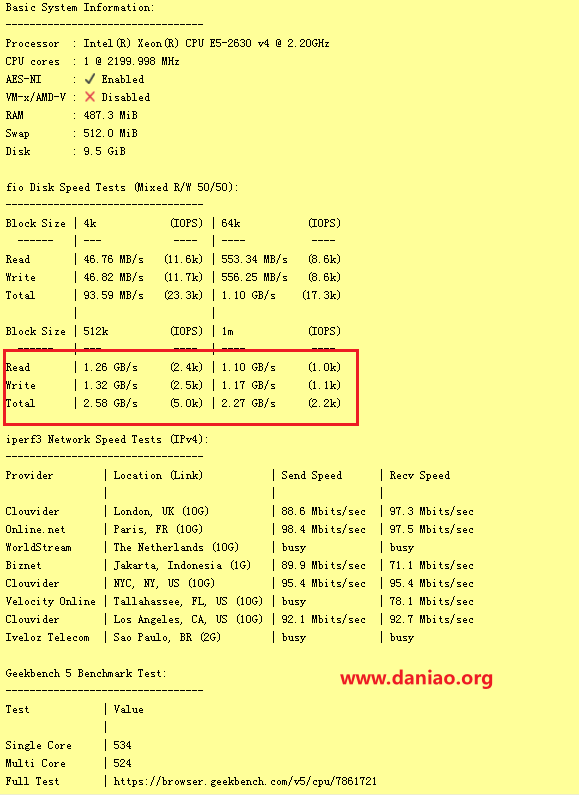 Basic System Information:
---------------------------------
Processor  : Intel(R) Xeon(R) CPU E5-2630 v4 @ 2.20GHz
CPU cores  : 1 @ 2199.998 MHz
AES-NI     : ✔ Enabled
VM-x/AMD-V : ❌ Disabled
RAM        : 487.3 MiB
Swap       : 512.0 MiB
Disk       : 9.5 GiB
fio Disk Speed Tests (Mixed R/W 50/50):
---------------------------------
Block Size | 4k            (IOPS) | 64k           (IOPS)
  ------   | ---            ----  | ----           ----
Read       | 46.76 MB/s   (11.6k) | 553.34 MB/s   (8.6k)
Write      | 46.82 MB/s   (11.7k) | 556.25 MB/s   (8.6k)
Total      | 93.59 MB/s   (23.3k) | 1.10 GB/s    (17.3k)
           |                      |
Block Size | 512k          (IOPS) | 1m            (IOPS)
  ------   | ---            ----  | ----           ----
Read       | 1.26 GB/s     (2.4k) | 1.10 GB/s     (1.0k)
Write      | 1.32 GB/s     (2.5k) | 1.17 GB/s     (1.1k)
Total      | 2.58 GB/s     (5.0k) | 2.27 GB/s     (2.2k)
iperf3 Network Speed Tests (IPv4):
---------------------------------
Provider        | Location (Link)           | Send Speed      | Recv Speed
                |                           |                 |
Clouvider       | London, UK (10G)          | 88.6 Mbits/sec  | 97.3 Mbits/sec
Online.net      | Paris, FR (10G)           | 98.4 Mbits/sec  | 97.5 Mbits/sec
WorldStream     | The Netherlands (10G)     | busy            | busy
Biznet          | Jakarta, Indonesia (1G)   | 89.9 Mbits/sec  | 71.1 Mbits/sec
Clouvider       | NYC, NY, US (10G)         | 95.4 Mbits/sec  | 95.4 Mbits/sec
Velocity Online | Tallahassee, FL, US (10G) | busy            | 78.1 Mbits/sec
Clouvider       | Los Angeles, CA, US (10G) | 92.1 Mbits/sec  | 92.7 Mbits/sec
Iveloz Telecom  | Sao Paulo, BR (2G)        | busy            | busy
Geekbench 5 Benchmark Test:
www.daniao.org
---------------------------------
Test            | Value
                |
Single Core     | 534
Multi Core      | 524
Full Test       | https://browser.geekbench.com/v5/cpu/7861721